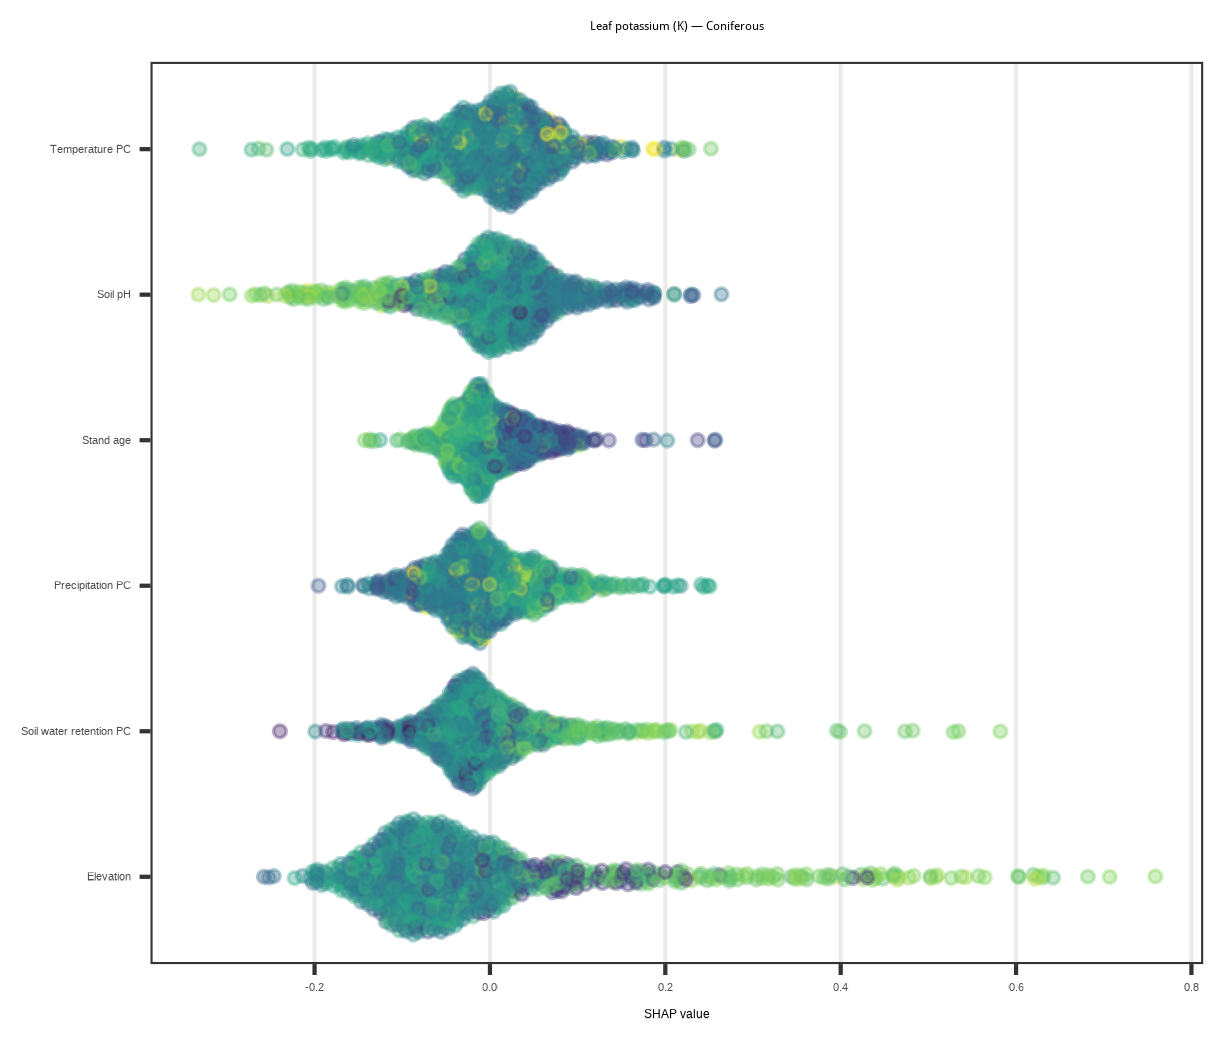 Leaf potassium (K) — Coniferous
Temperature PC
Soil pH
Stand age
Precipitation PC
Soil water retention PC
Elevation
-0.2 0.0 0.2 0.4 0.6 0.8
SHAP value